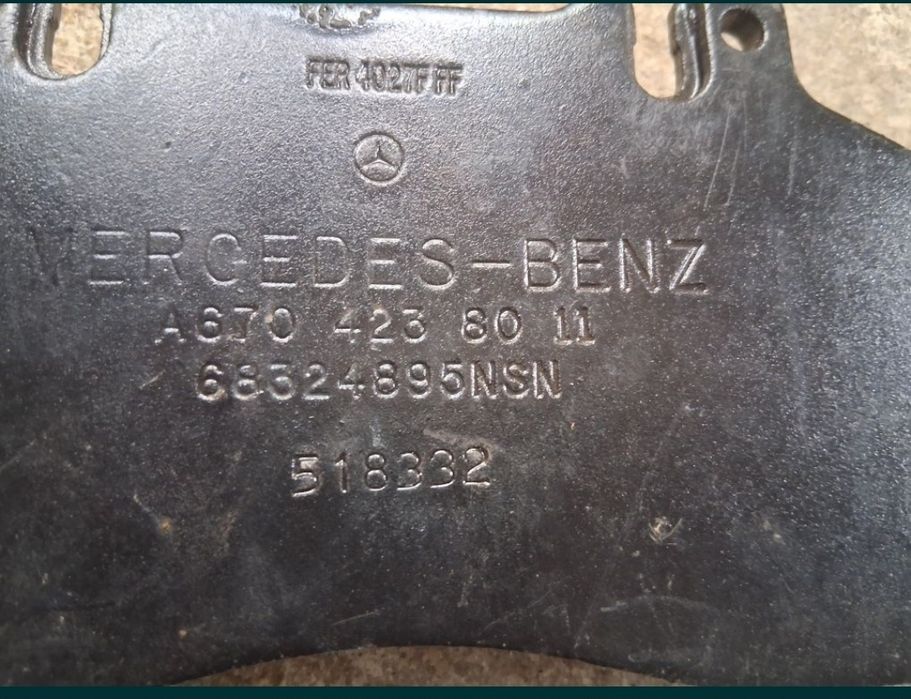 FER 4027F FF
MERCEDES-BENZ
A670 423 80 11
68324895NSN
518332